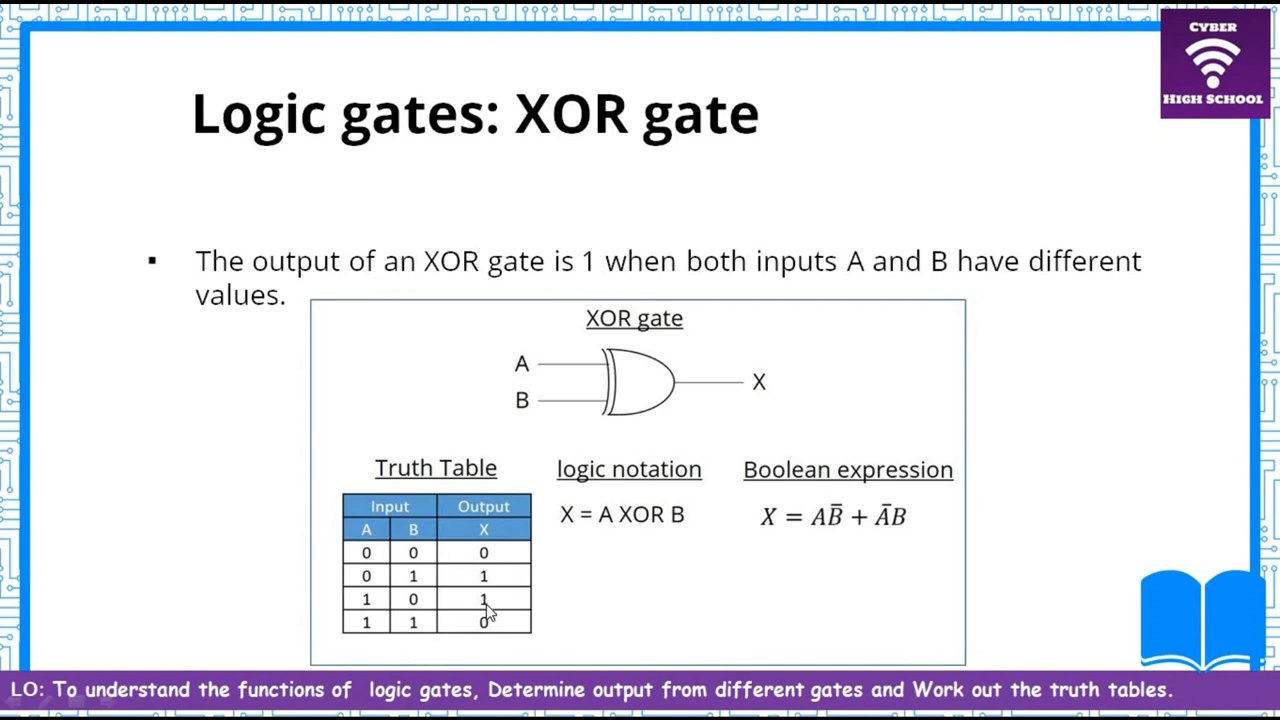 CYBER
HIGH SCHOOL
Logic gates: XOR gate
▪ The output of an XOR gate is 1 when both inputs A and B have different
values.
XOR gate
A
B
X
Truth Table
Input Output
A B X
0 0 0
0 1 1
1 0 1
1 1 0
logic notation
X = A XOR B
Boolean expression
X = AB̅ + A̅B
LO: To understand the functions of logic gates, Determine output from different gates and Work out the truth tables.